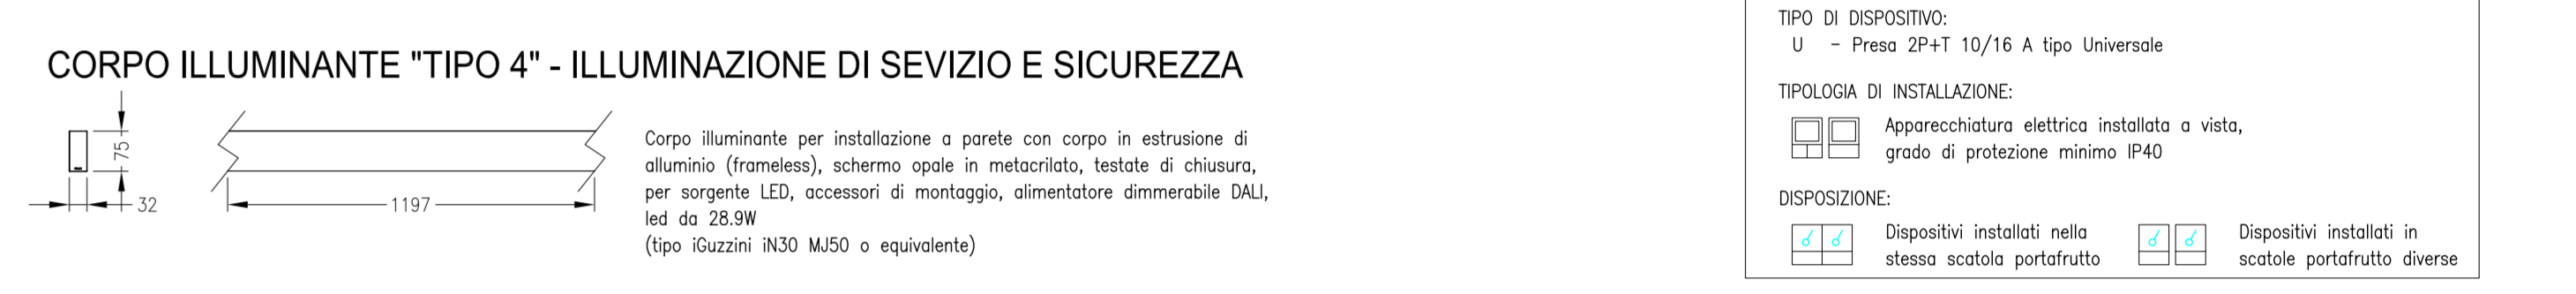 CORPO ILLUMINANTE "TIPO 4" - ILLUMINAZIONE DI SEVIZIO E SICUREZZA
75
32
1197
Corpo illuminante per installazione a parete con corpo in estrusione di
alluminio (frameless), schermo opale in metacrilato, testate di chiusura,
per sorgente LED, accessori di montaggio, alimentatore dimmerabile DALI,
led da 28.9W
(tipo iGuzzini iN30 MJ50 o equivalente)
TIPO DI DISPOSITIVO:
U - Presa 2P+T 10/16 A tipo Universale
TIPOLOGIA DI INSTALLAZIONE:
Apparecchiatura elettrica installata a vista,
grado di protezione minimo IP40
DISPOSIZIONE:
Dispositivi installati nella
stessa scatola portafrutto
Dispositivi installati in
scatole portafrutto diverse